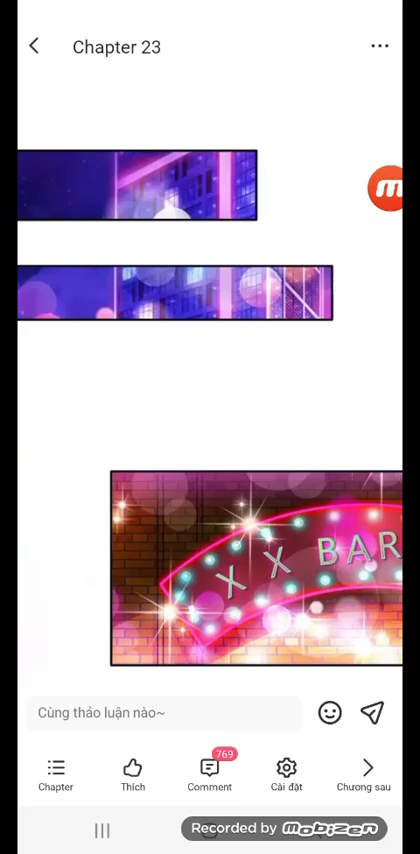 Chapter 23
X X BAR
Cùng thảo luận nào~
769
Chapter
Thích
Comment
Cài đặt
Chương sau
Recorded by mobizen